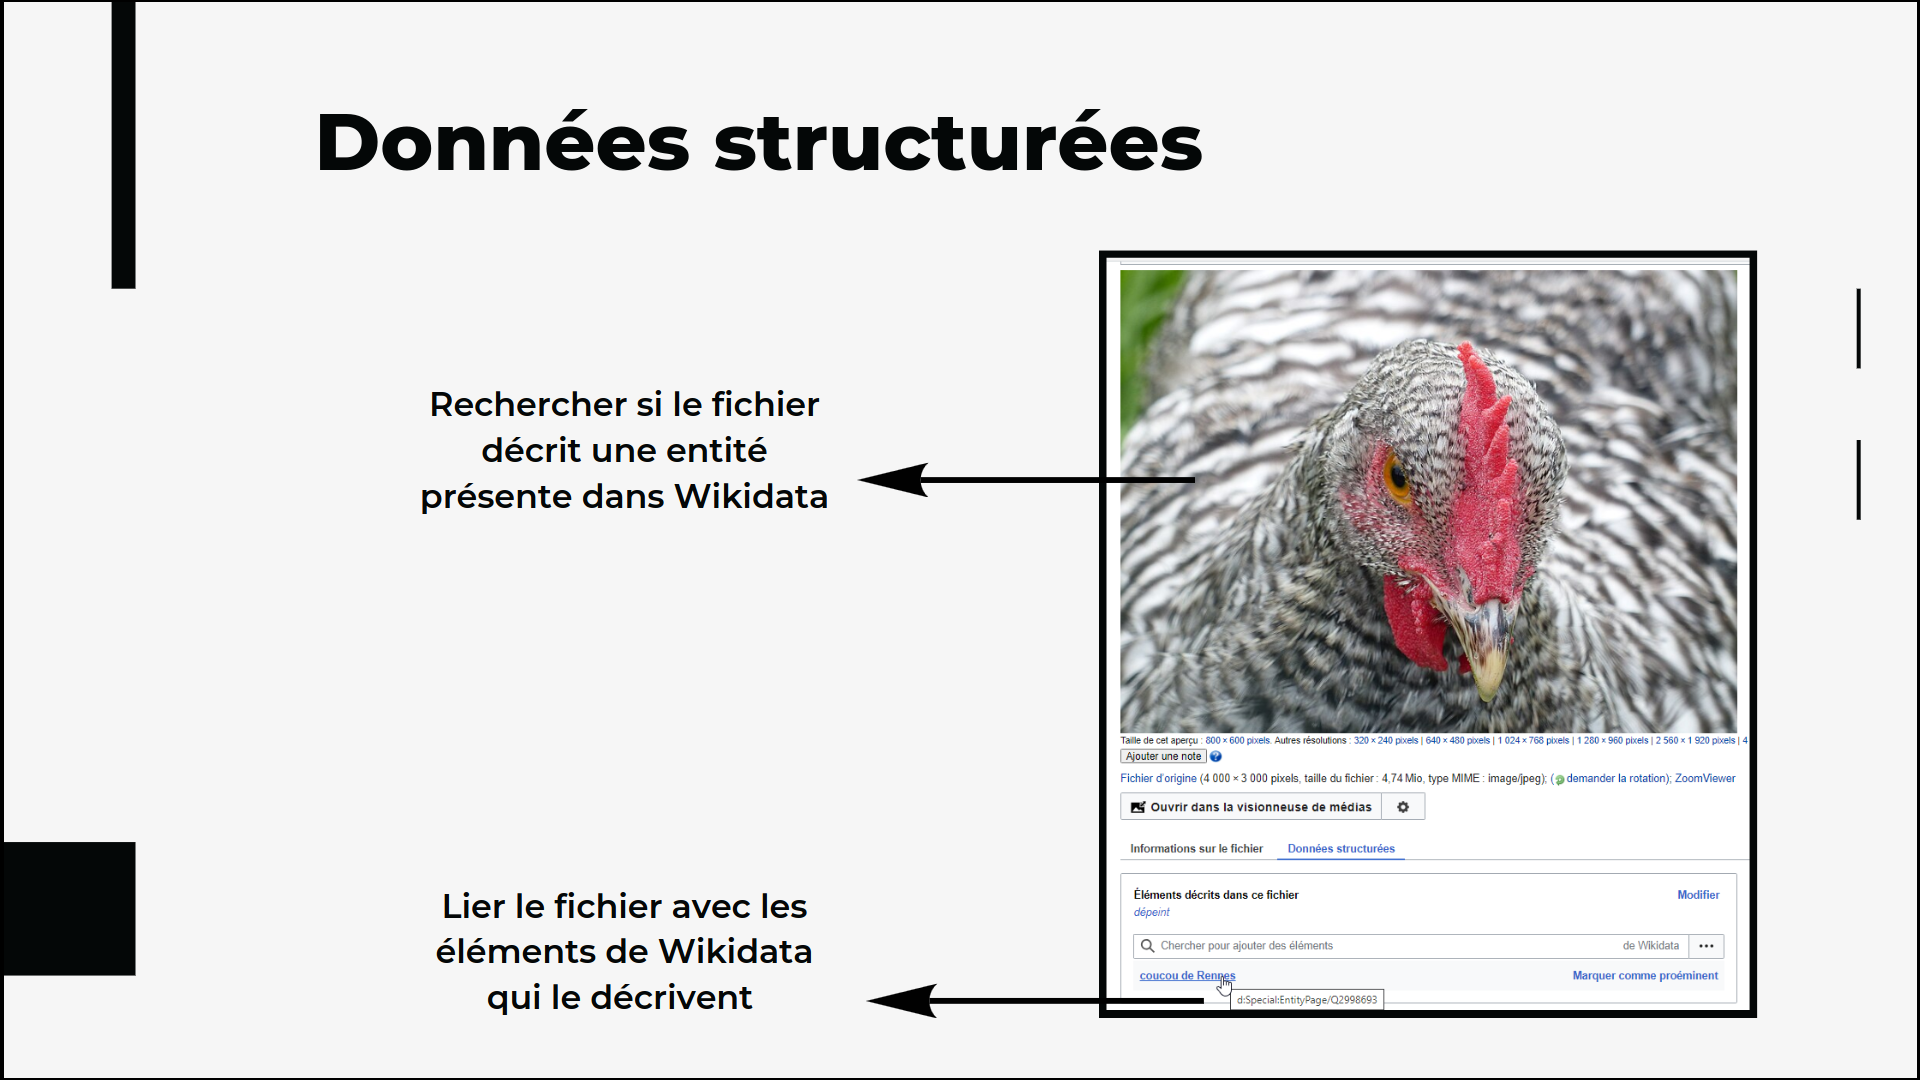 Données structurées
Rechercher si le fichier
décrit une entité
présente dans Wikidata
Lier le fichier avec les
éléments de Wikidata
qui le décrivent
Taille de cet aperçu : 800 × 600 pixels. Autres résolutions : 320 × 240 pixels | 640 × 480 pixels | 1 024 × 768 pixels | 1 280 × 960 pixels | 2 560 × 1 920 pixels | 4
Ajouter une note ?
Fichier d'origine (4 000 × 3 000 pixels, taille du fichier : 4,74 Mio, type MIME : image/jpeg); ( demander la rotation); ZoomViewer
Ouvrir dans la visionneuse de médias
Informations sur le fichier Données structurées
Éléments décrits dans ce fichier Modifier
dépeint
Chercher pour ajouter des éléments de Wikidata ...
coucou de Rennes Marquer comme proéminent
d:Special:EntityPage/Q2998693